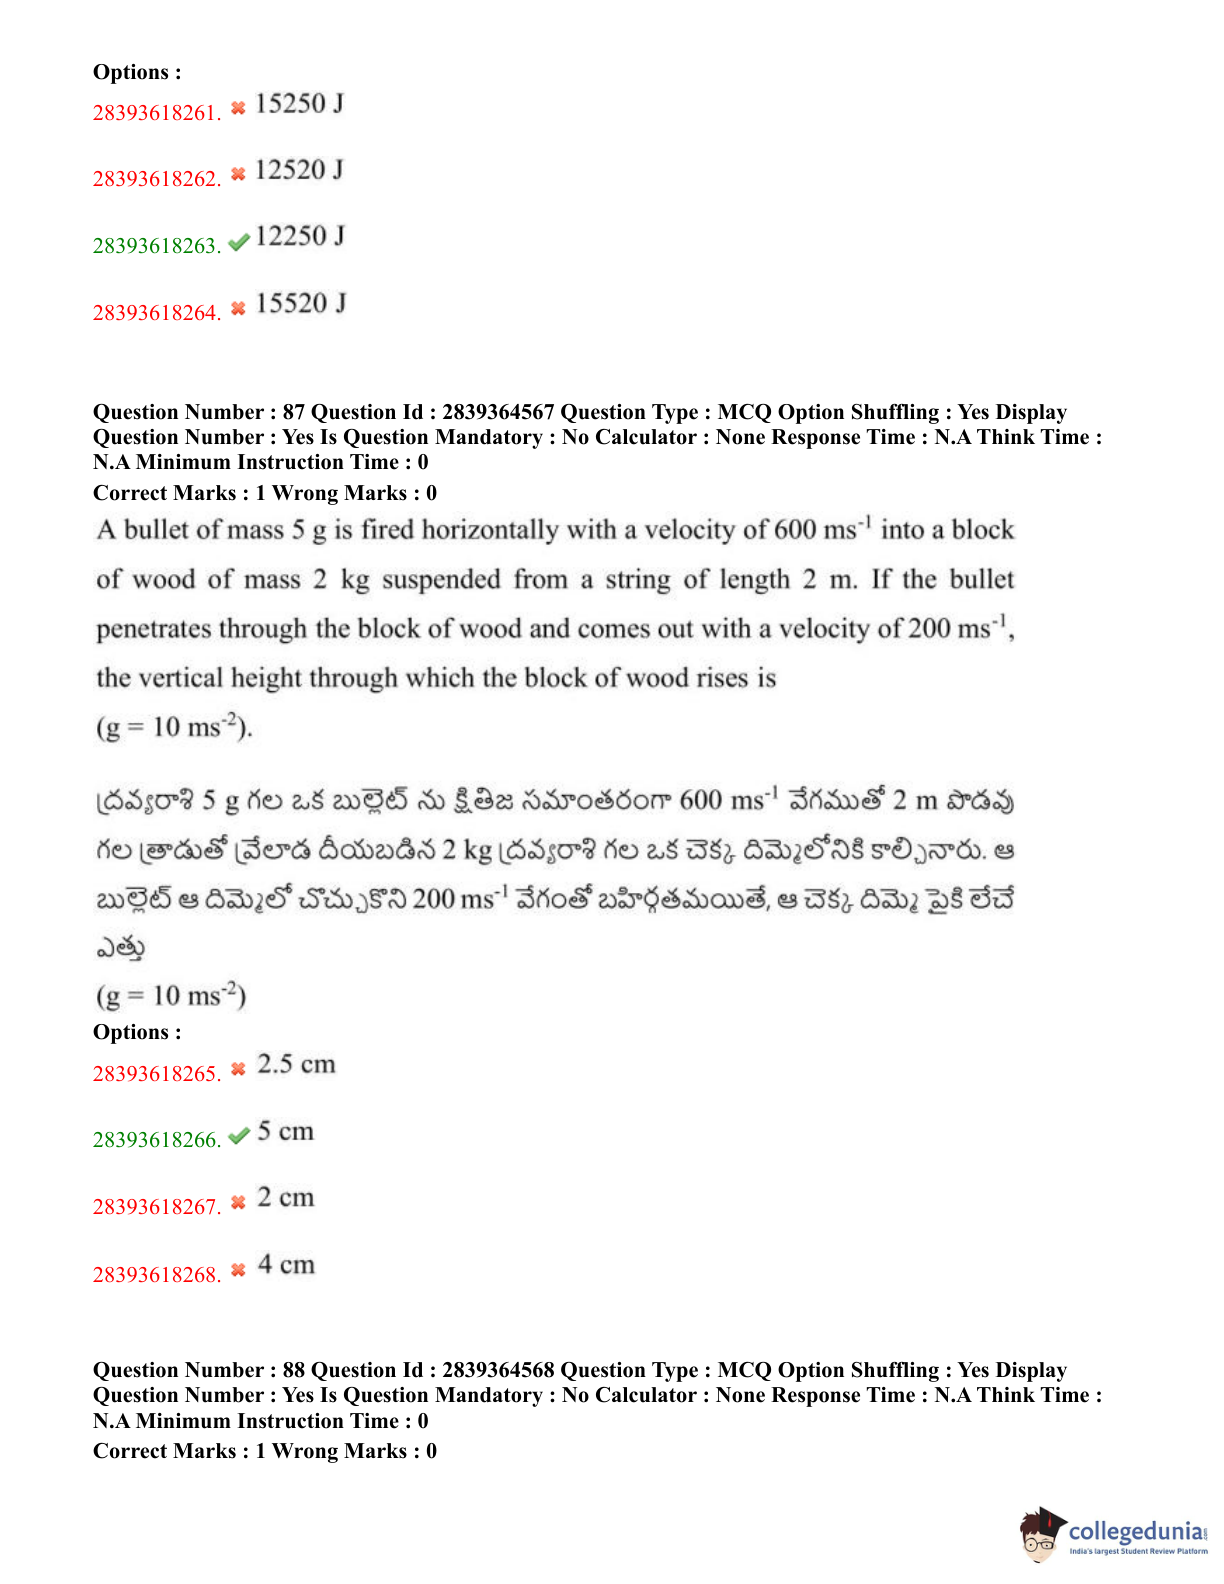 Options :
28393618261. 15250 J
28393618262. 12520 J
28393618263. 12250 J
28393618264. 15520 J
Question Number : 87 Question Id : 2839364567 Question Type : MCQ Option Shuffling : Yes Display
Question Number : Yes Is Question Mandatory : No Calculator : None Response Time : N.A Think Time :
N.A Minimum Instruction Time : 0
Correct Marks : 1 Wrong Marks : 0
A bullet of mass 5 g is fired horizontally with a velocity of 600 ms⁻¹ into a block
of wood of mass 2 kg suspended from a string of length 2 m. If the bullet
penetrates through the block of wood and comes out with a velocity of 200 ms⁻¹,
the vertical height through which the block of wood rises is
(g = 10 ms⁻²).
ద్రవ్యరాశి 5 g గల ఒక బుల్లెట్ ను క్షితిజ సమాంతరంగా 600 ms⁻¹ వేగముతో 2 m పొడవు
గల త్రాడుతో వ్రేలాడ దీయబడిన 2 kg ద్రవ్యరాశి గల ఒక చెక్క దిమ్మెలోనికి కాల్చినారు. ఆ
బుల్లెట్ ఆ దిమ్మెలో చొచ్చుకొని 200 ms⁻¹ వేగంతో బహిర్గతమయితే, ఆ చెక్క దిమ్మె పైకి లేచే
ఎత్తు
(g = 10 ms⁻²)
Options :
28393618265. 2.5 cm
28393618266. 5 cm
28393618267. 2 cm
28393618268. 4 cm
Question Number : 88 Question Id : 2839364568 Question Type : MCQ Option Shuffling : Yes Display
Question Number : Yes Is Question Mandatory : No Calculator : None Response Time : N.A Think Time :
N.A Minimum Instruction Time : 0
Correct Marks : 1 Wrong Marks : 0
collegedunia.com
India's largest Student Review Platform